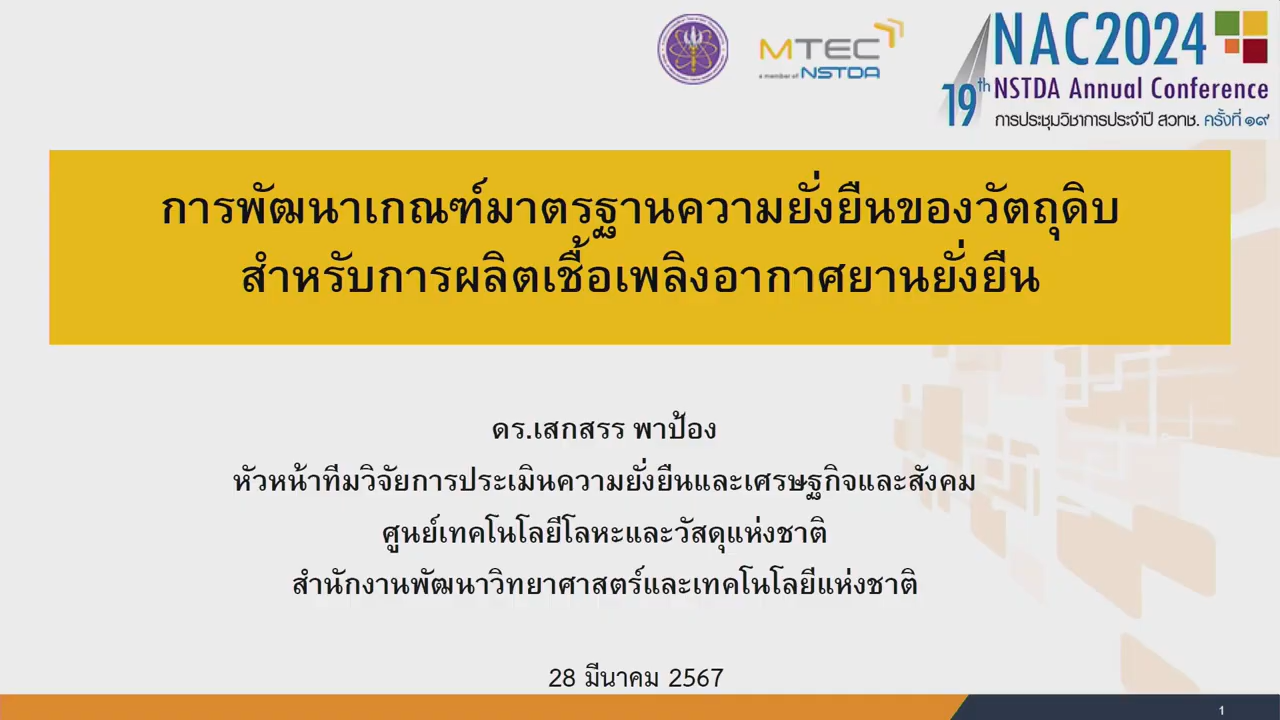 MTEC
a member of NSTDA
NAC2024
19th NSTDA Annual Conference
การประชุมวิชาการประจำปี สวทช. ครั้งที่ ๑๙
การพัฒนาเกณฑ์มาตรฐานความยั่งยืนของวัตถุดิบ
สำหรับการผลิตเชื้อเพลิงอากาศยานยั่งยืน
ดร.เสกสรร พาป้อง
หัวหน้าทีมวิจัยการประเมินความยั่งยืนและเศรษฐกิจและสังคม
ศูนย์เทคโนโลยีโลหะและวัสดุแห่งชาติ
สำนักงานพัฒนาวิทยาศาสตร์และเทคโนโลยีแห่งชาติ
28 มีนาคม 2567
1